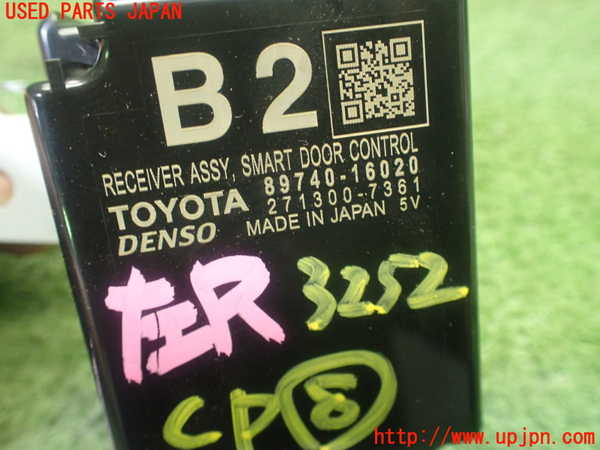 USED PARTS JAPAN
B2
RECEIVER ASSY, SMART DOOR CONTROL
89740-16020
TOYOTA
271300-7361
DENSO
MADE IN JAPAN 5V
左R 3252
CP 8
http://www.upjpn.com/